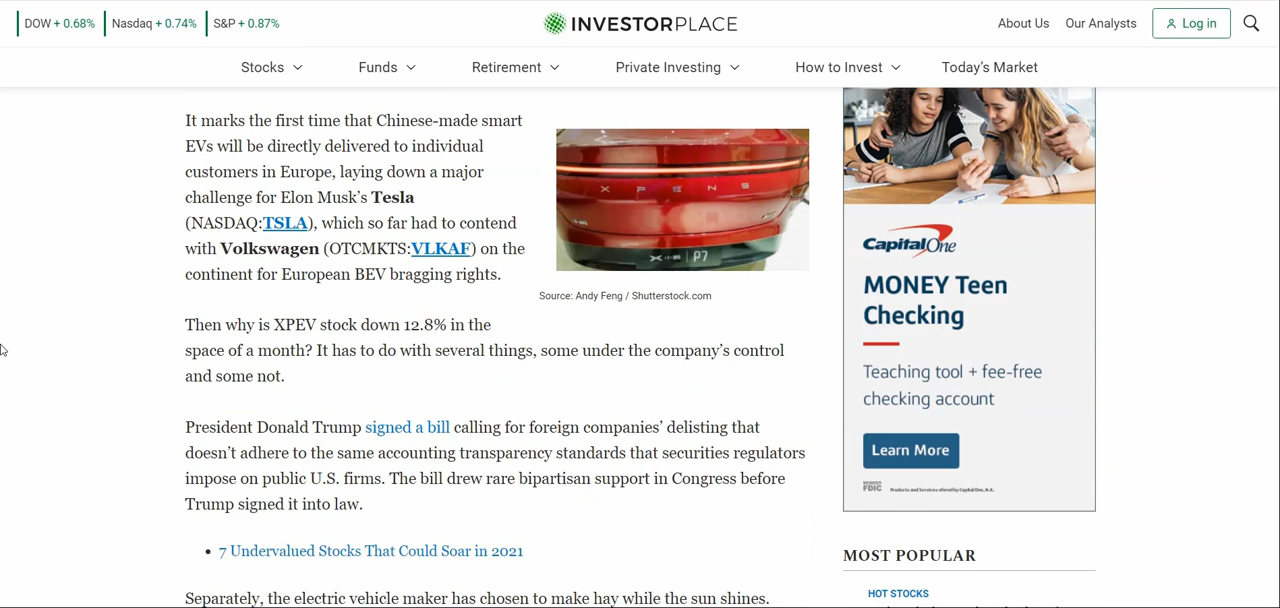 DOW + 0.68% Nasdaq + 0.74% S&P + 0.87%
INVESTORPLACE
About Us Our Analysts Log in
Stocks Funds Retirement Private Investing How to Invest Today's Market
It marks the first time that Chinese-made smart
EVs will be directly delivered to individual
customers in Europe, laying down a major
challenge for Elon Musk's Tesla
(NASDAQ:TSLA), which so far had to contend
with Volkswagen (OTCMKTS:VLKAF) on the
continent for European BEV bragging rights.
XPENG
P7
Source: Andy Feng / Shutterstock.com
Then why is XPEV stock down 12.8% in the
space of a month? It has to do with several things, some under the company's control
and some not.
President Donald Trump signed a bill calling for foreign companies' delisting that
doesn't adhere to the same accounting transparency standards that securities regulators
impose on public U.S. firms. The bill drew rare bipartisan support in Congress before
Trump signed it into law.
• 7 Undervalued Stocks That Could Soar in 2021
Separately, the electric vehicle maker has chosen to make hay while the sun shines.
Capital One
MONEY Teen
Checking
Teaching tool + fee-free
checking account
Learn More
MEMBER
FDIC
Products and Services offered by Capital One, N.A.
MOST POPULAR
HOT STOCKS